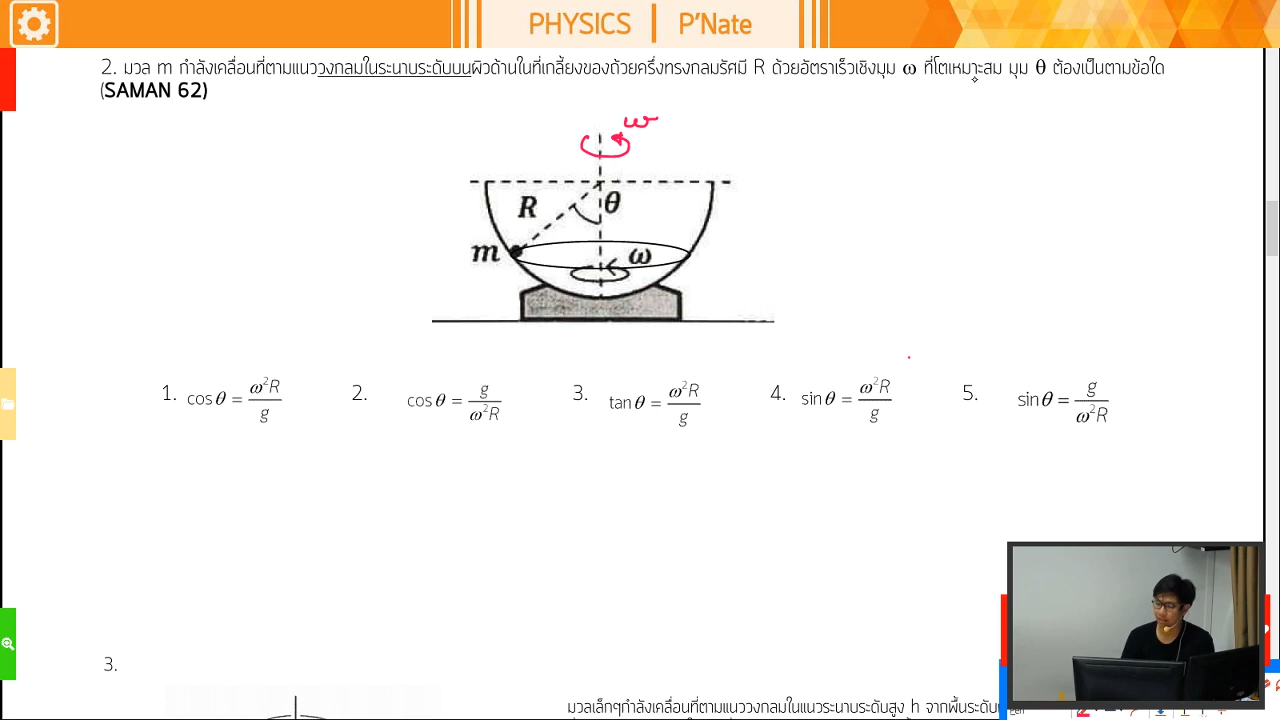 PHYSICS | P'Nate
2. มวล m กำลังเคลื่อนที่ตามแนววงกลมในระนาบระดับบนผิวด้านในที่เกลี้ยงของถ้วยครึ่งทรงกลมรัศมี R ด้วยอัตราเร็วเชิงมุม ω ที่โตเหมาะสม มุม θ ต้องเป็นตามข้อใด
(SAMAN 62)
ω
R θ
m ω
1. cos θ = ω²R/g 2. cos θ = g/ω²R 3. tan θ = ω²R/g 4. sin θ = ω²R/g 5. sin θ = g/ω²R
3.
มวลเล็กๆกำลังเคลื่อนที่ตามแนววงกลมในแนวระนาบระดับสูง h จากพื้นระดับ